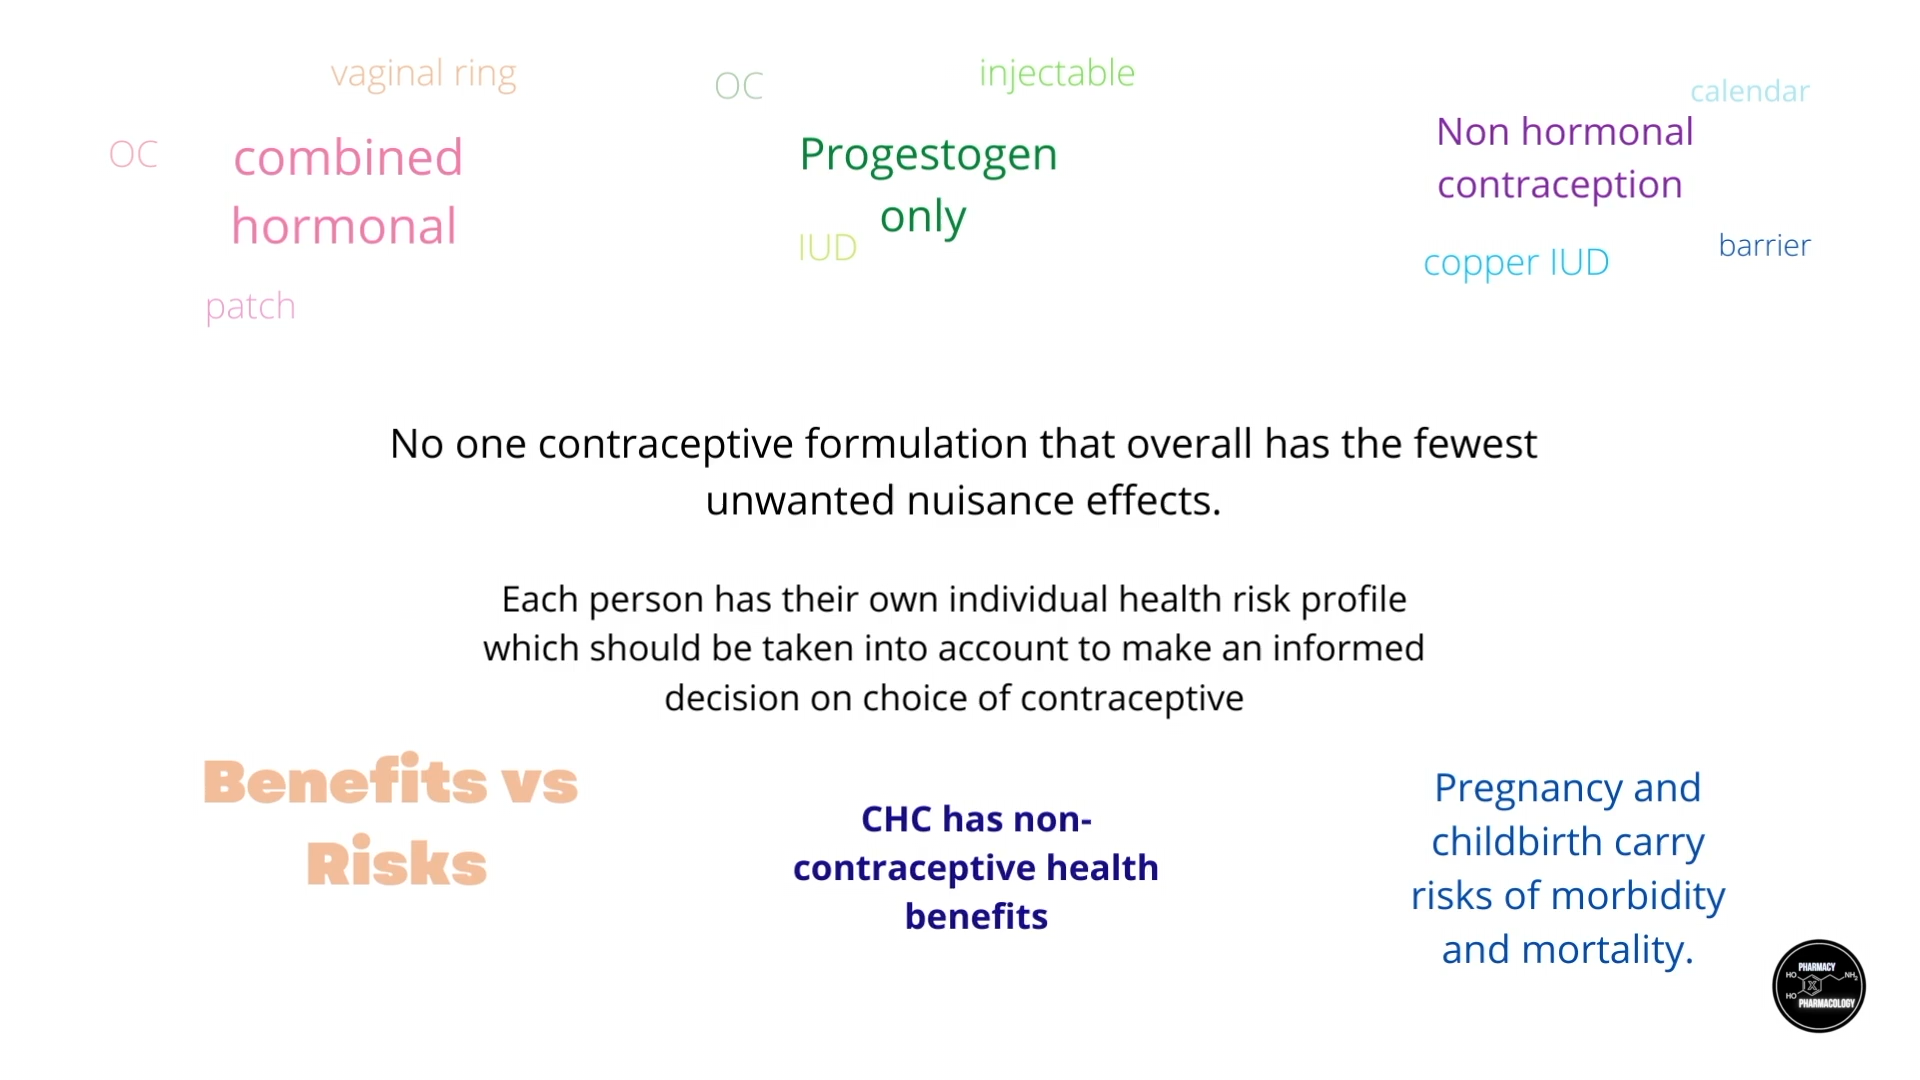 vaginal ring
OC
injectable
calendar
OC
combined
hormonal
patch
Progestogen
only
IUD
Non hormonal
contraception
copper IUD
barrier
No one contraceptive formulation that overall has the fewest
unwanted nuisance effects.
Each person has their own individual health risk profile
which should be taken into account to make an informed
decision on choice of contraceptive
Benefits vs
Risks
CHC has non-
contraceptive health
benefits
Pregnancy and
childbirth carry
risks of morbidity
and mortality.
PHARMACY
HO
NH₂
X
HO
PHARMACOLOGY